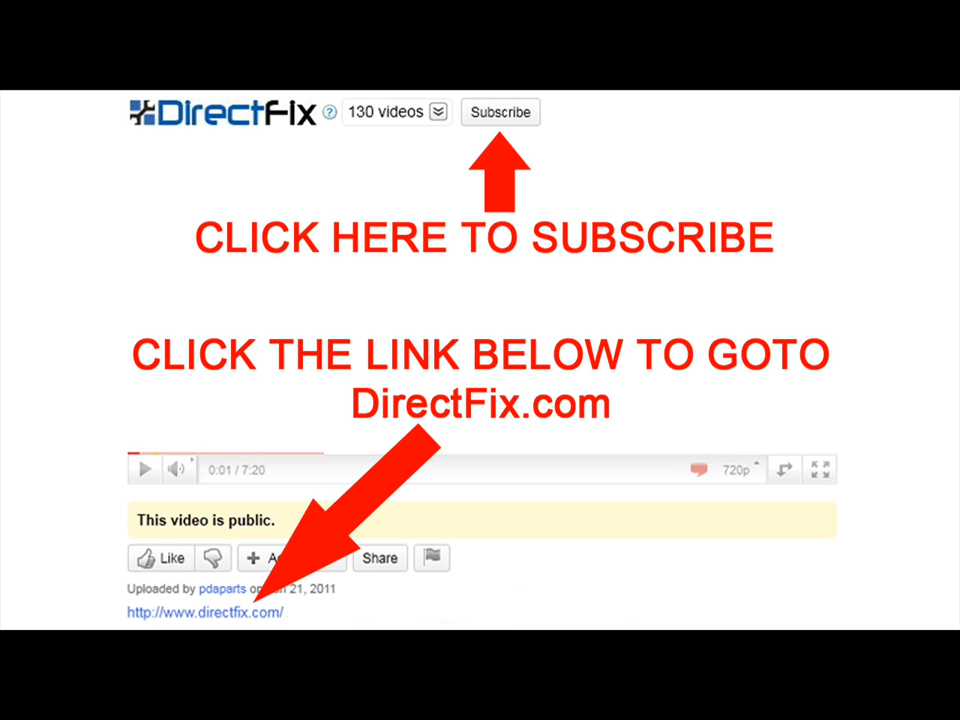 DirectFix ? 130 videos Subscribe
CLICK HERE TO SUBSCRIBE
CLICK THE LINK BELOW TO GOTO
DirectFix.com
0:01 / 7:20 720p
This video is public.
Like Share
Uploaded by pdaparts 21, 2011
http://www.directfix.com/